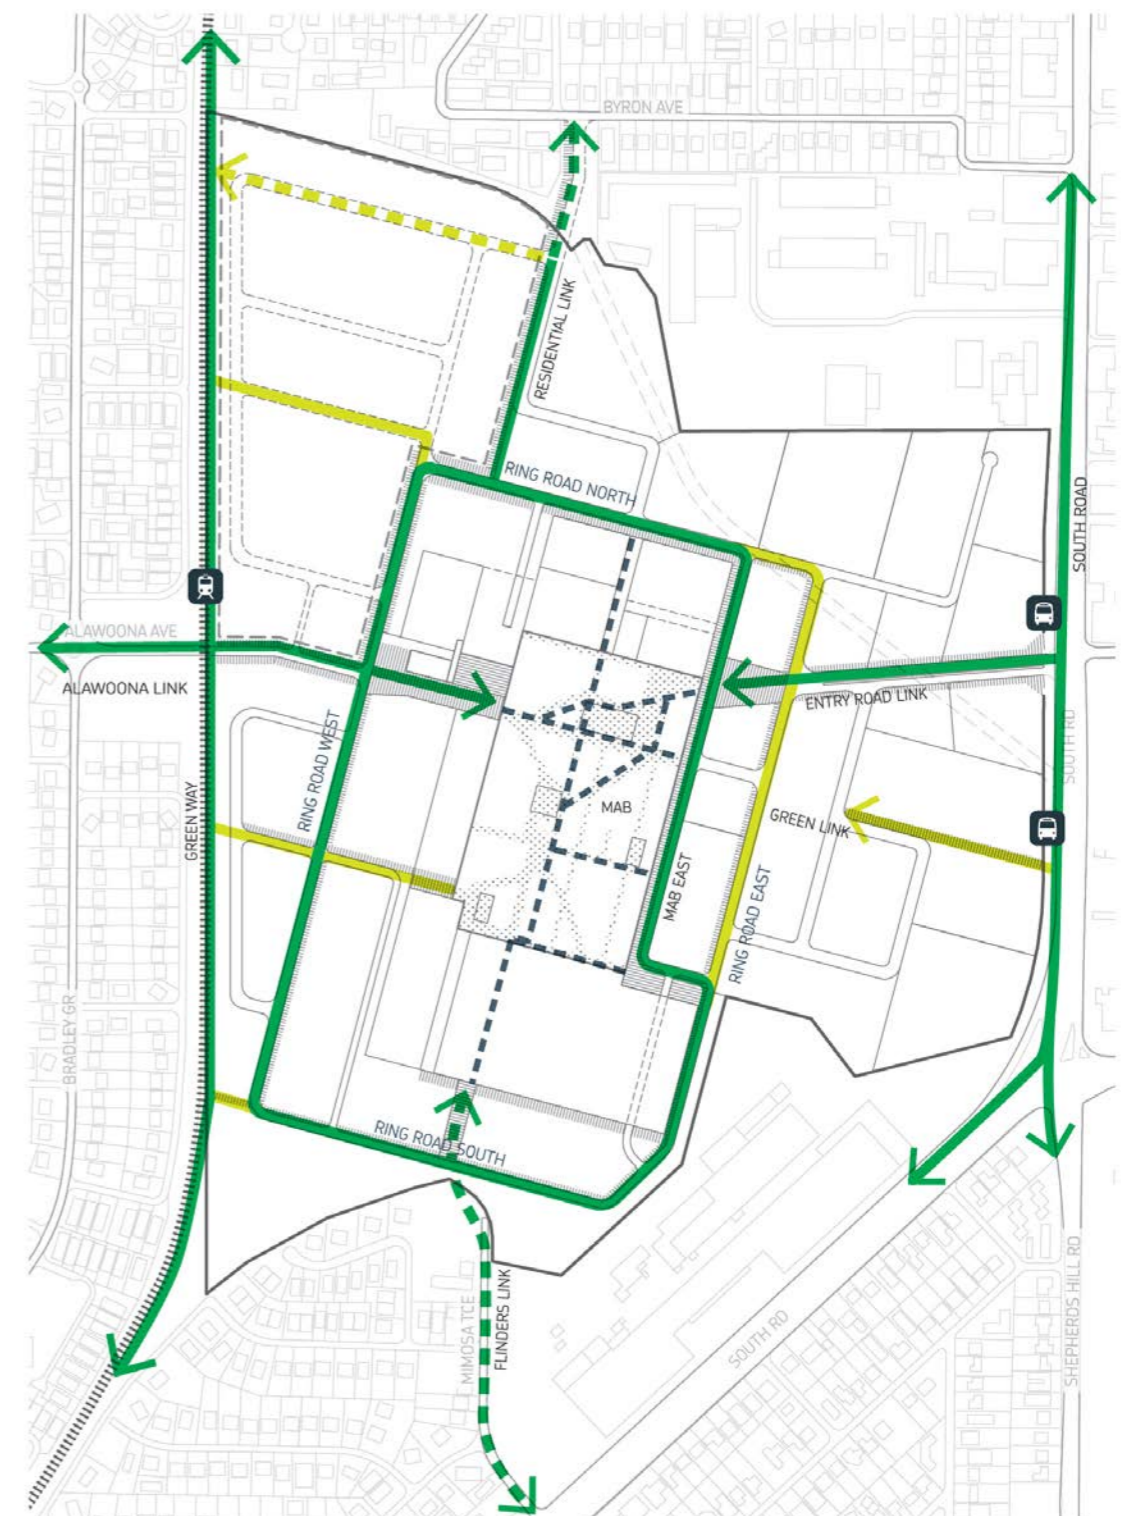 BYRON AVE
RESIDENTIAL LINK
RING ROAD NORTH
SOUTH ROAD
ALAWOONA AVE
ALAWOONA LINK
ENTRY ROAD LINK
RING ROAD WEST
SOUTH RD
GREEN WAY
MAB
GREEN LINK
MAB EAST
RING ROAD EAST
BRADLEY GR
RING ROAD SOUTH
MIMOSA TCE
FLINDERS LINK
SOUTH RD
SHEPHERDS HILL RD